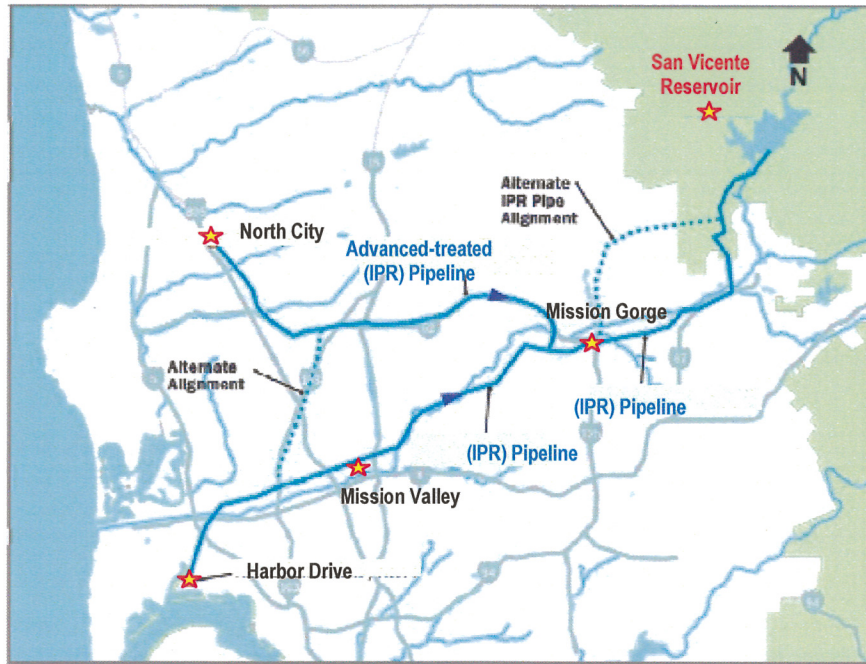 San Vicente
Reservoir
N
Alternate
IPR Pipe
Alignment
North City
Advanced-treated
(IPR) Pipeline
Mission Gorge
Alternate
Alignment
(IPR) Pipeline
(IPR) Pipeline
Mission Valley
Harbor Drive